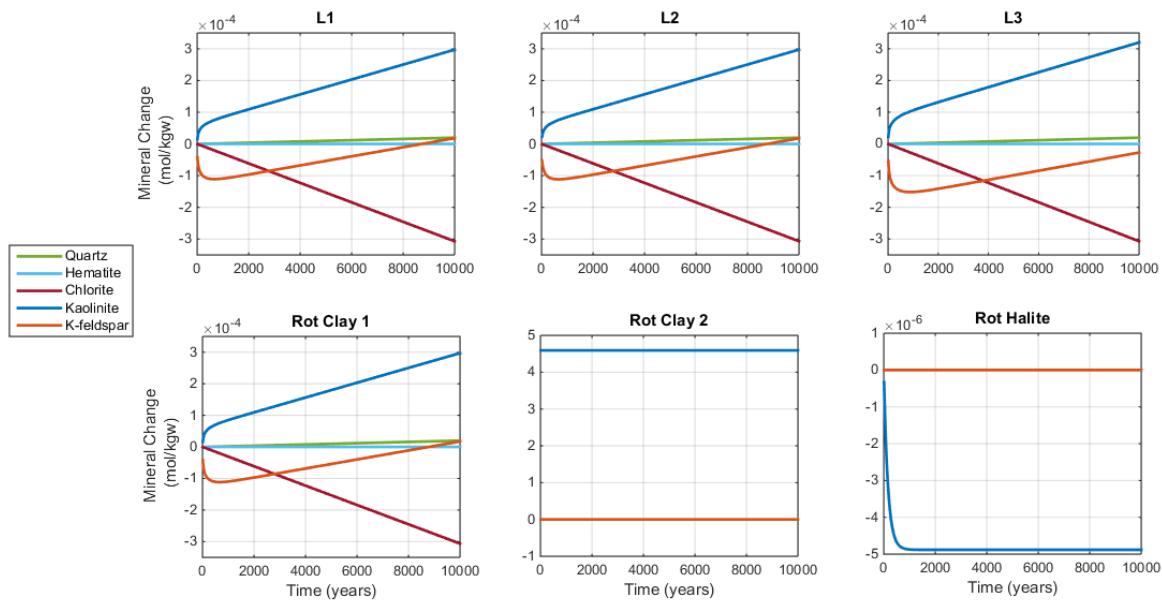 L1
L2
L3
×10⁻⁴
×10⁻⁴
×10⁻⁴
Mineral Change
(mol/kgw)
3
2
1
0
-1
-2
-3
3
2
1
0
-1
-2
-3
3
2
1
0
-1
-2
-3
0 2000 4000 6000 8000 10000
0 2000 4000 6000 8000 10000
0 2000 4000 6000 8000 10000
Quartz
Hematite
Chlorite
Kaolinite
K-feldspar
Rot Clay 1
Rot Clay 2
Rot Halite
×10⁻⁴
×10⁻⁶
Mineral Change
(mol/kgw)
3
2
1
0
-1
-2
-3
5
4
3
2
1
0
-1
1
0
-1
-2
-3
-4
-5
0 2000 4000 6000 8000 10000
0 2000 4000 6000 8000 10000
0 2000 4000 6000 8000 10000
Time (years)
Time (years)
Time (years)